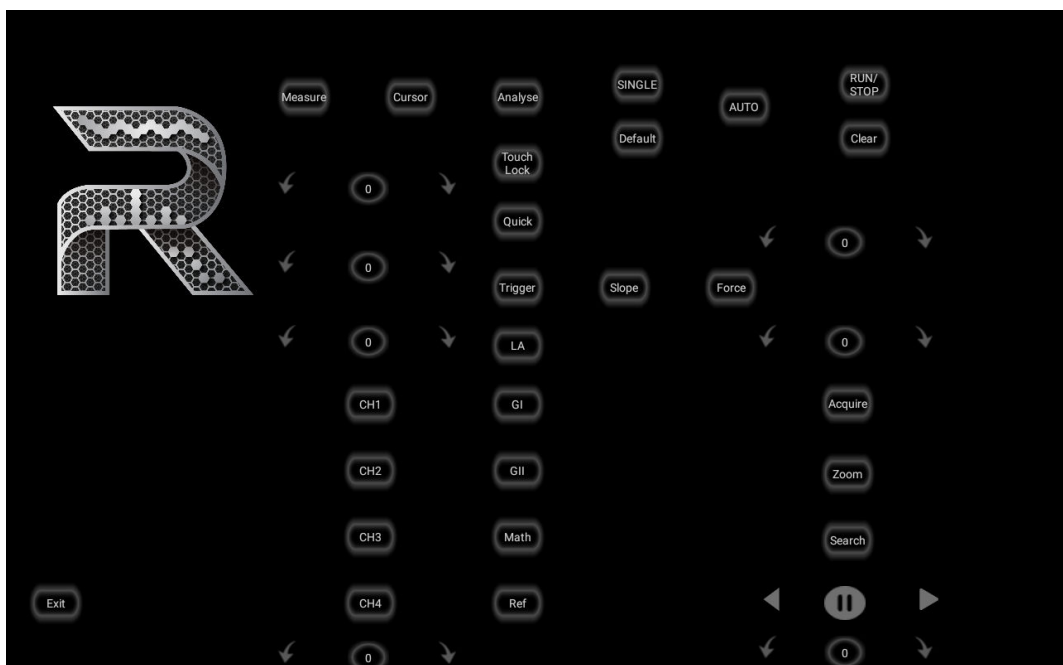 SINGLE
RUN/
STOP
Measure
Cursor
Analyse
AUTO
Default
Clear
Touch
Lock
0
Quick
0
0
Trigger
Slope
Force
0
LA
0
CH1
GI
Acquire
CH2
GII
Zoom
CH3
Math
Search
Exit
CH4
Ref
0
0